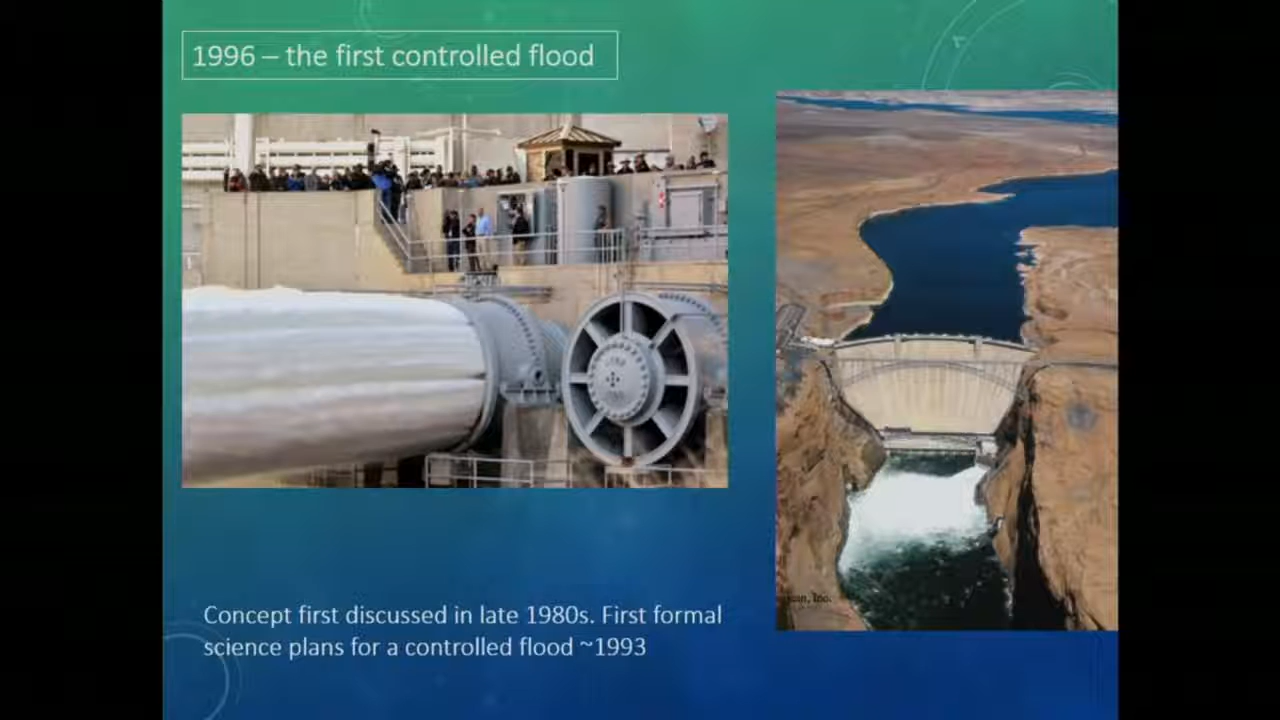 1996 – the first controlled flood
Concept first discussed in late 1980s. First formal
science plans for a controlled flood ~1993
Inc.